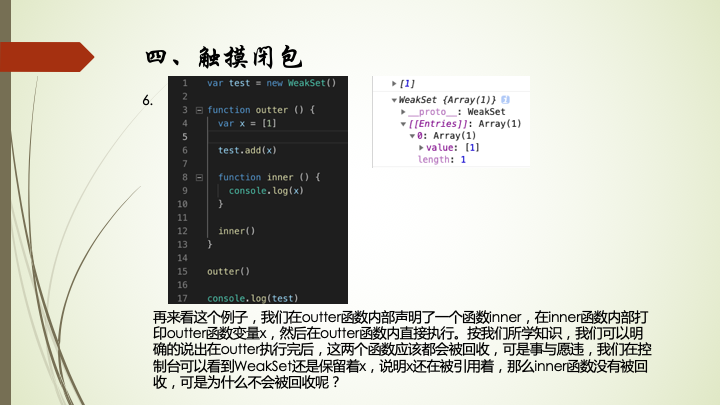 四、触摸闭包
6.
1 var test = new WeakSet()
2
3 function outter () {
4 var x = [1]
5
6 test.add(x)
7
8 function inner () {
9 console.log(x)
10 }
11
12 inner()
13 }
14
15 outter()
16
17 console.log(test)
▶[1]
▼WeakSet {Array(1)} i
▶__proto__: WeakSet
▼[[Entries]]: Array(1)
▼0: Array(1)
▶value: [1]
length: 1
再来看这个例子，我们在outter函数内部声明了一个函数inner，在inner函数内部打
印outter函数变量x，然后在outter函数内直接执行。按我们所学知识，我们可以明
确的说出在outter执行完后，这两个函数应该都会被回收，可是事与愿违，我们在控
制台可以看到WeakSet还是保留着x，说明x还在被引用着，那么inner函数没有被回
收，可是为什么不会被回收呢？